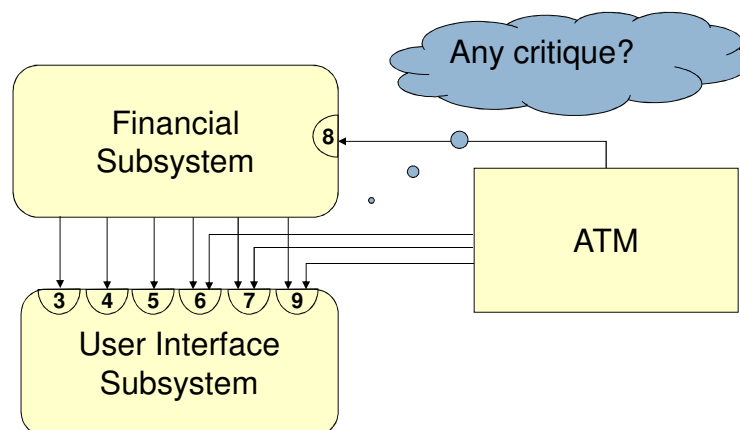 Any critique?
Financial
Subsystem
8
ATM
3 4 5 6 7 9
User Interface
Subsystem